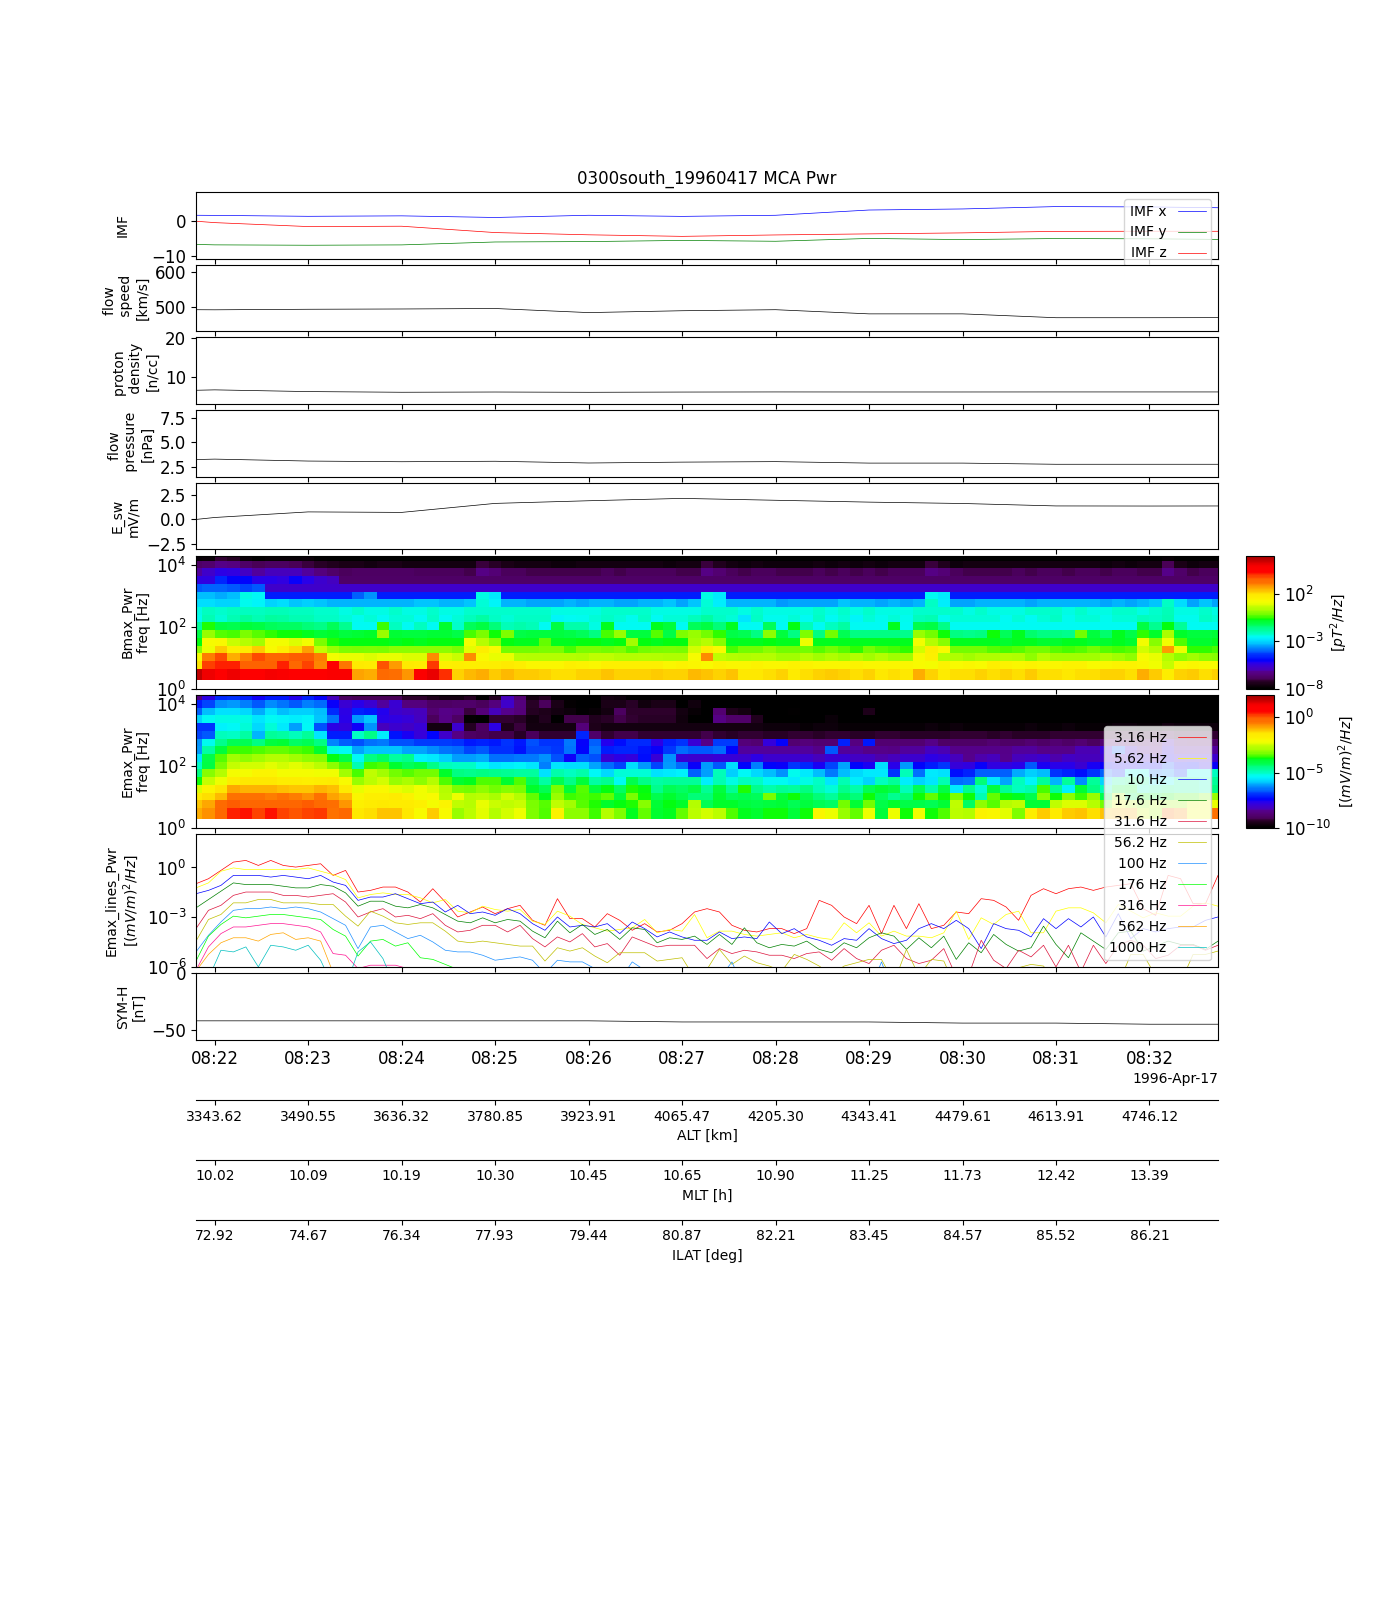 0300south_19960417 MCA Pwr
IMF
0
−10
IMF x
IMF y
IMF z
flow
speed
[km/s]
600
500
proton
density
[n/cc]
20
10
flow
pressure
[nPa]
7.5
5.0
2.5
E_sw
mV/m
2.5
0.0
−2.5
Bmax_Pwr
freq [Hz]
10^4
10^2
10^0
10^2
10^−3
10^−8
[pT^2/Hz]
Emax_Pwr
freq [Hz]
10^4
10^2
10^0
10^0
10^−5
10^−10
[(mV/m)^2/Hz]
3.16 Hz
5.62 Hz
10 Hz
17.6 Hz
31.6 Hz
56.2 Hz
100 Hz
176 Hz
316 Hz
562 Hz
1000 Hz
Emax_lines_Pwr
[(mV/m)^2/Hz]
10^0
10^−3
10^−6
SYM-H
[nT]
0
−50
08:22 08:23 08:24 08:25 08:26 08:27 08:28 08:29 08:30 08:31 08:32
1996-Apr-17
3343.62 3490.55 3636.32 3780.85 3923.91 4065.47 4205.30 4343.41 4479.61 4613.91 4746.12
ALT [km]
10.02 10.09 10.19 10.30 10.45 10.65 10.90 11.25 11.73 12.42 13.39
MLT [h]
72.92 74.67 76.34 77.93 79.44 80.87 82.21 83.45 84.57 85.52 86.21
ILAT [deg]